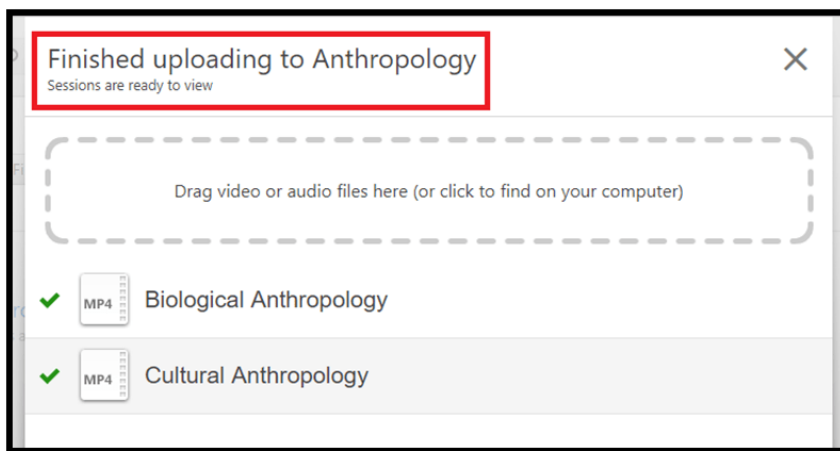 Finished uploading to Anthropology
Sessions are ready to view
Drag video or audio files here (or click to find on your computer)
MP4 Biological Anthropology
MP4 Cultural Anthropology